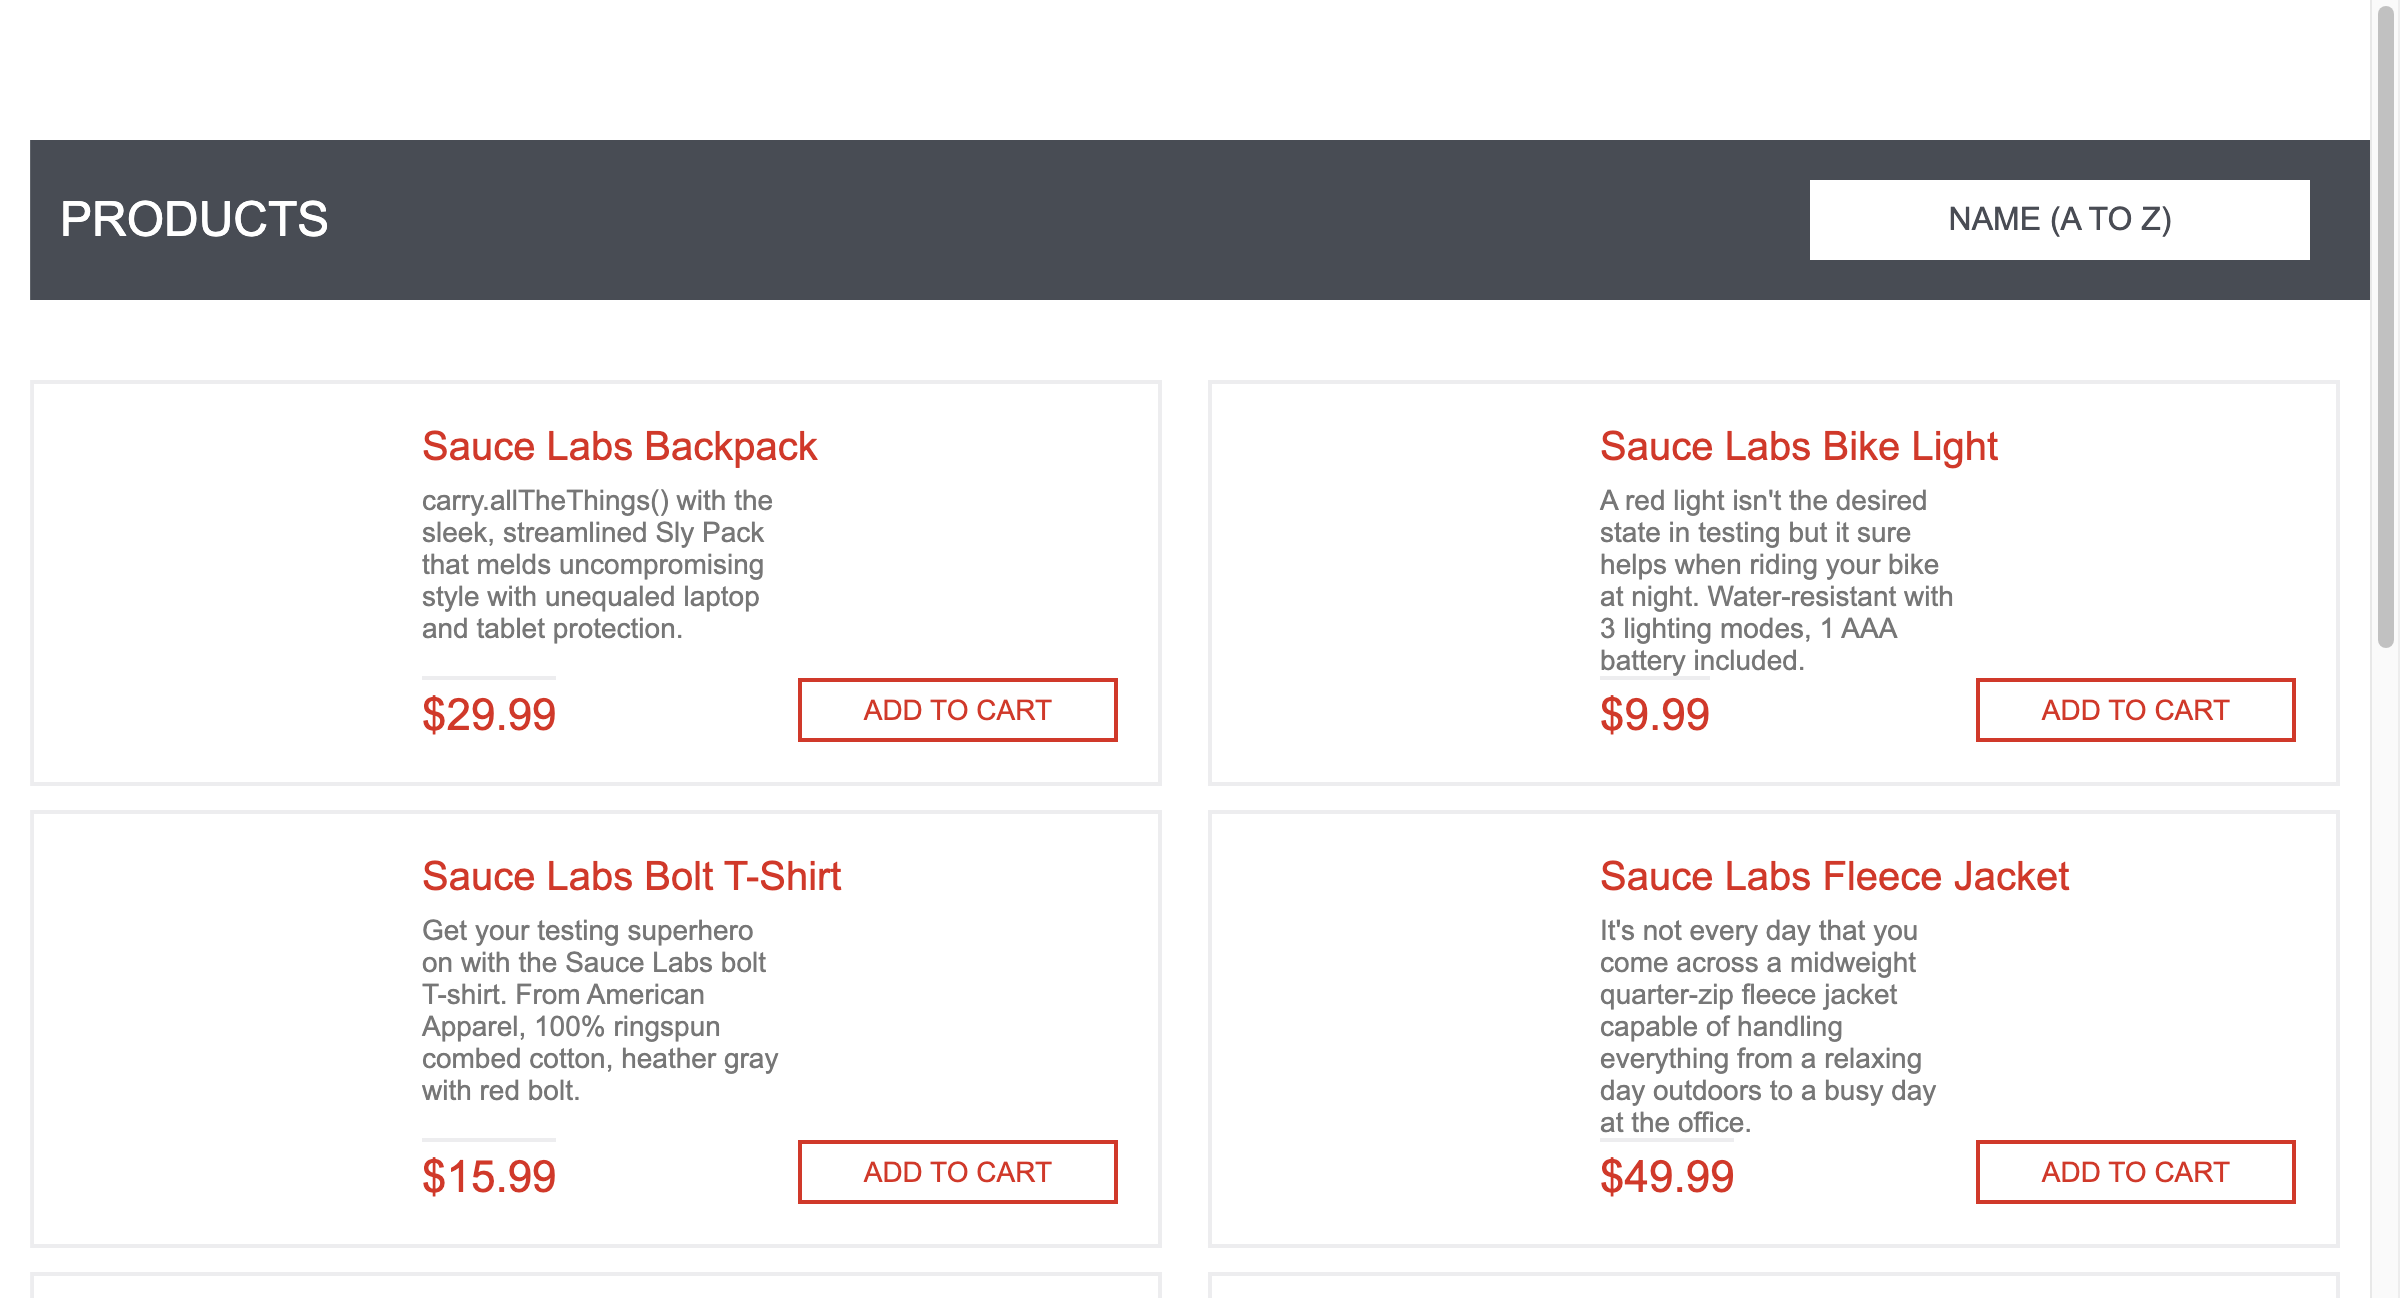 PRODUCTS
NAME (A TO Z)
Sauce Labs Backpack
carry.allTheThings() with the
sleek, streamlined Sly Pack
that melds uncompromising
style with unequaled laptop
and tablet protection.
$29.99
ADD TO CART
Sauce Labs Bike Light
A red light isn't the desired
state in testing but it sure
helps when riding your bike
at night. Water-resistant with
3 lighting modes, 1 AAA
battery included.
$9.99
ADD TO CART
Sauce Labs Bolt T-Shirt
Get your testing superhero
on with the Sauce Labs bolt
T-shirt. From American
Apparel, 100% ringspun
combed cotton, heather gray
with red bolt.
$15.99
ADD TO CART
Sauce Labs Fleece Jacket
It's not every day that you
come across a midweight
quarter-zip fleece jacket
capable of handling
everything from a relaxing
day outdoors to a busy day
at the office.
$49.99
ADD TO CART